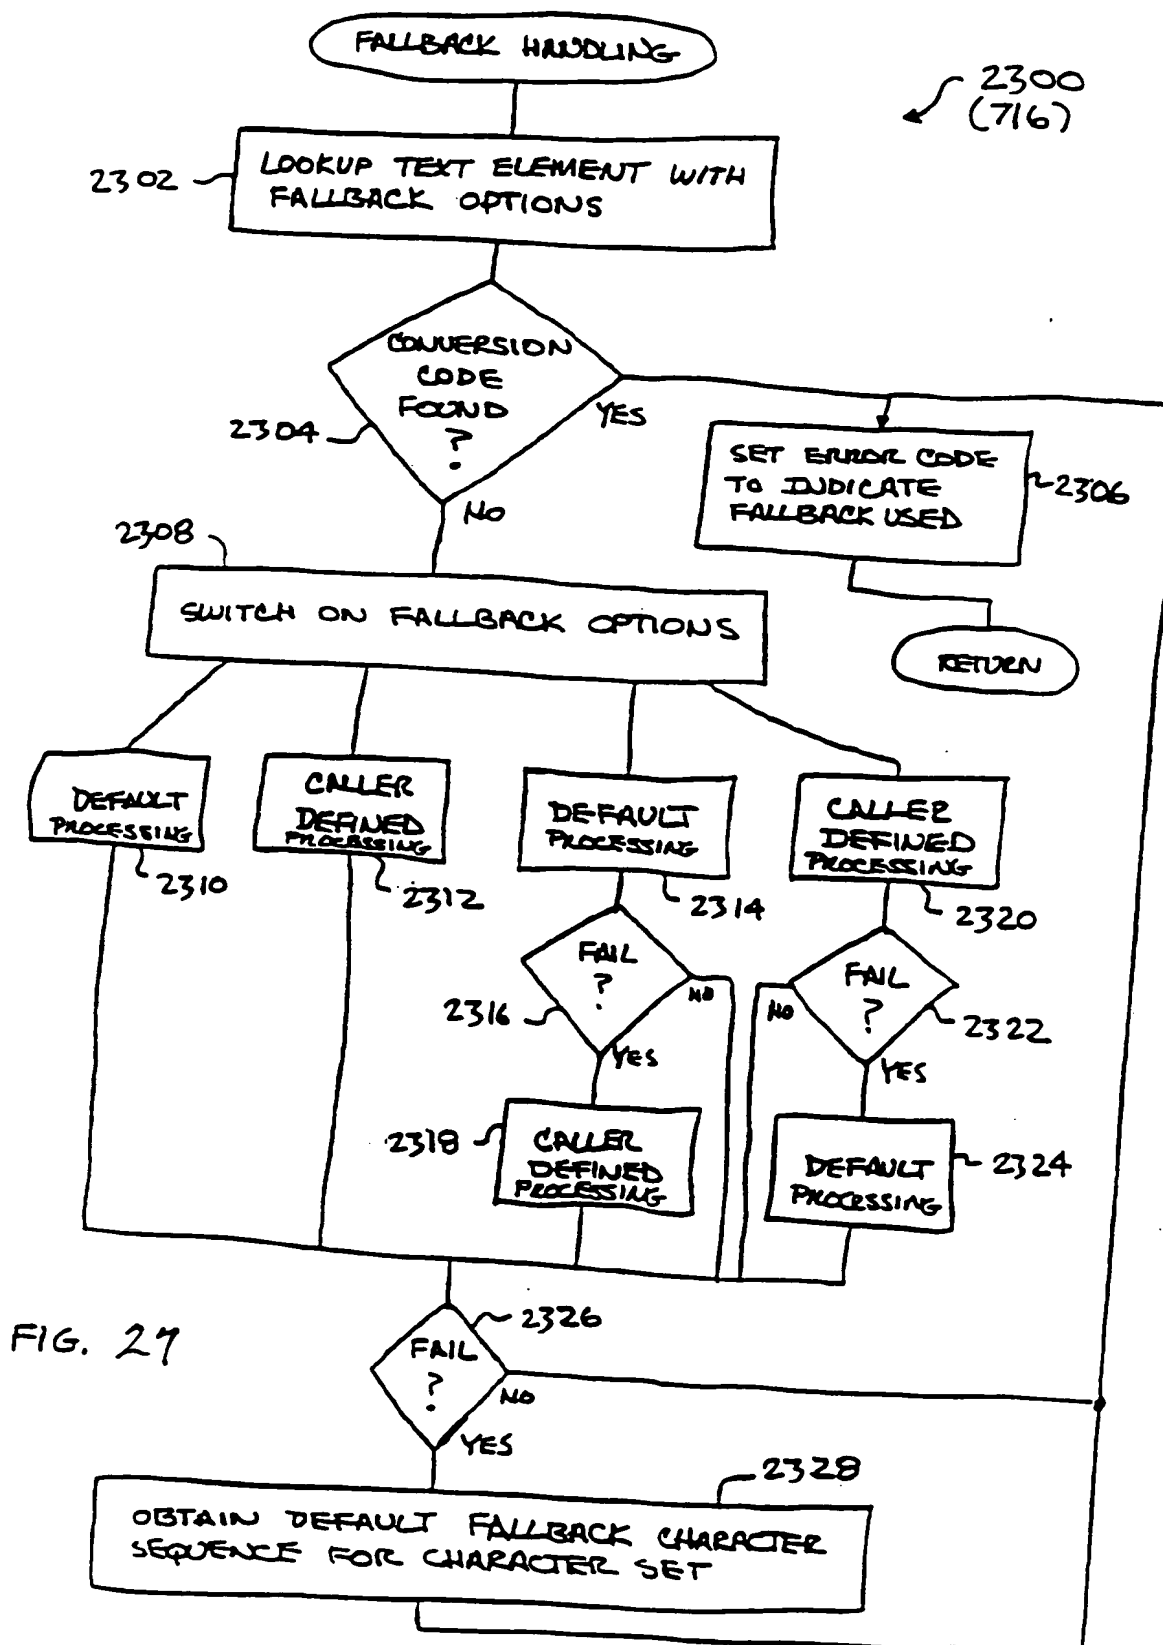 FALLBACK HANDLING
2300
(716)
2302
LOOKUP TEXT ELEMENT WITH
FALLBACK OPTIONS
CONVERSION
CODE
FOUND
?
2304
YES
NO
SET ERROR CODE
TO INDICATE
FALLBACK USED
2306
RETURN
2308
SWITCH ON FALLBACK OPTIONS
DEFAULT
PROCESSING
2310
CALLER
DEFINED
PROCESSING
2312
DEFAULT
PROCESSING
2314
CALLER
DEFINED
PROCESSING
2320
FAIL
?
2316
NO
YES
FAIL
?
2322
NO
YES
2318
CALLER
DEFINED
PROCESSING
DEFAULT
PROCESSING
2324
2326
FAIL
?
NO
YES
FIG. 27
2328
OBTAIN DEFAULT FALLBACK CHARACTER
SEQUENCE FOR CHARACTER SET